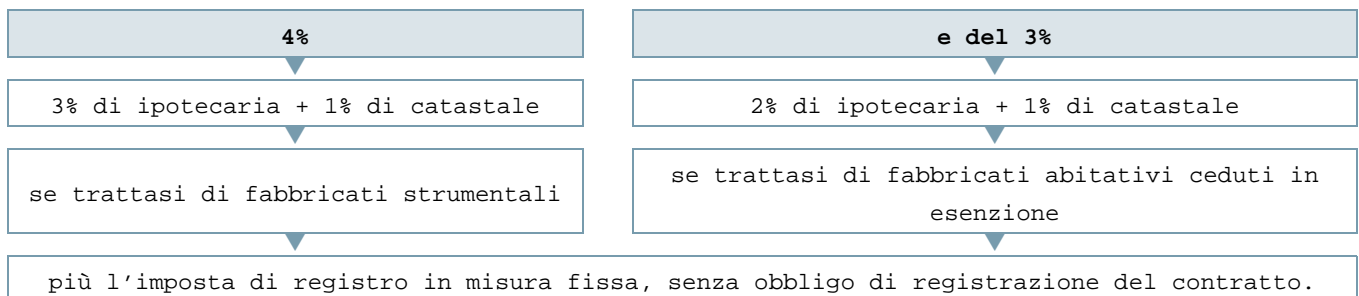 4%
e del 3%
3% di ipotecaria + 1% di catastale
2% di ipotecaria + 1% di catastale
se trattasi di fabbricati strumentali
se trattasi di fabbricati abitativi ceduti in
esenzione
più l'imposta di registro in misura fissa, senza obbligo di registrazione del contratto.